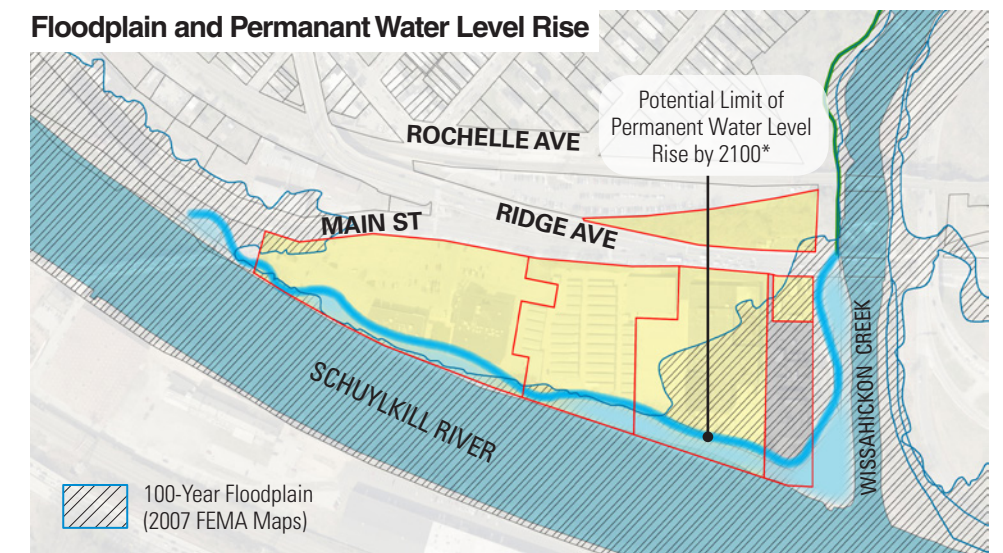 Floodplain and Permanant Water Level Rise
Potential Limit of
Permanent Water Level
Rise by 2100*
ROCHELLE AVE
MAIN ST
RIDGE AVE
SCHUYLKILL RIVER
WISSAHICKON CREEK
100-Year Floodplain
(2007 FEMA Maps)